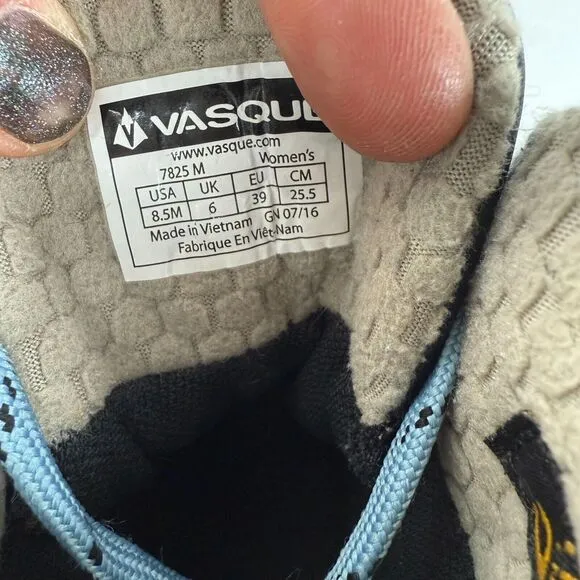 VASQUE
www.vasque.com
7825 M Women's
USA UK EU CM
8.5M 6 39 25.5
Made in Vietnam GN 07/16
Fabrique En Viêt-Nam